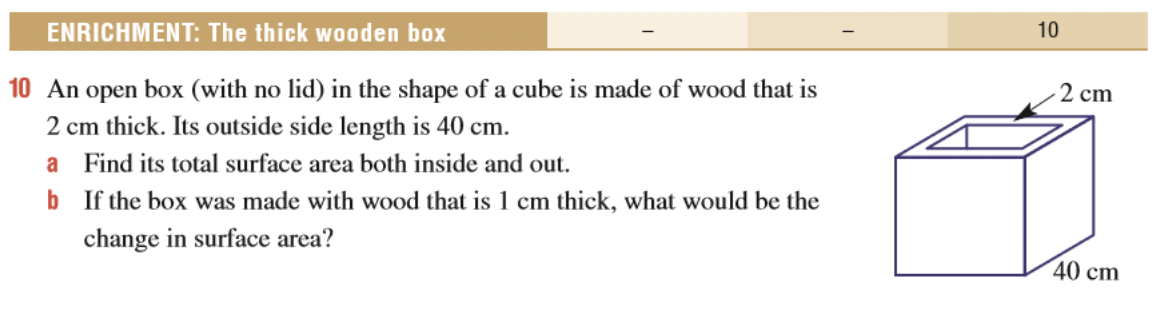 ENRICHMENT: The thick wooden box – – 10
10 An open box (with no lid) in the shape of a cube is made of wood that is
2 cm thick. Its outside side length is 40 cm.
a Find its total surface area both inside and out.
b If the box was made with wood that is 1 cm thick, what would be the
change in surface area?
2 cm
40 cm